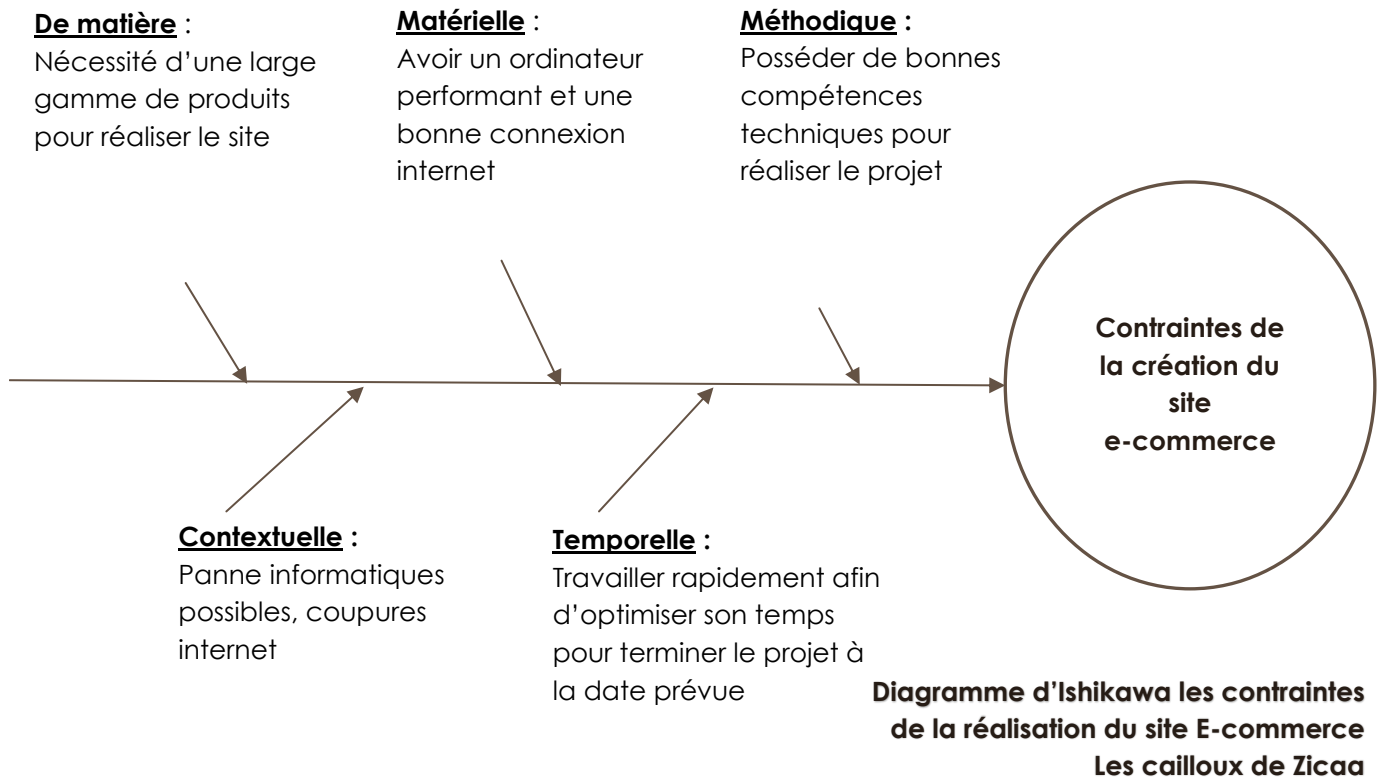 De matière :
Nécessité d’une large
gamme de produits
pour réaliser le site
Matérielle :
Avoir un ordinateur
performant et une
bonne connexion
internet
Méthodique :
Posséder de bonnes
compétences
techniques pour
réaliser le projet
Contraintes de
la création du
site
e-commerce
Contextuelle :
Panne informatiques
possibles, coupures
internet
Temporelle :
Travailler rapidement afin
d’optimiser son temps
pour terminer le projet à
la date prévue
Diagramme d’Ishikawa les contraintes
de la réalisation du site E-commerce
Les cailloux de Zicaa